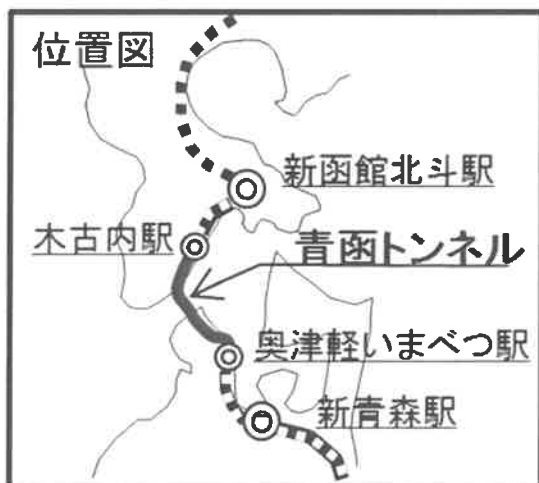 位置図
新函館北斗駅
木古内駅
青函トンネル
奥津軽いまべつ駅
新青森駅